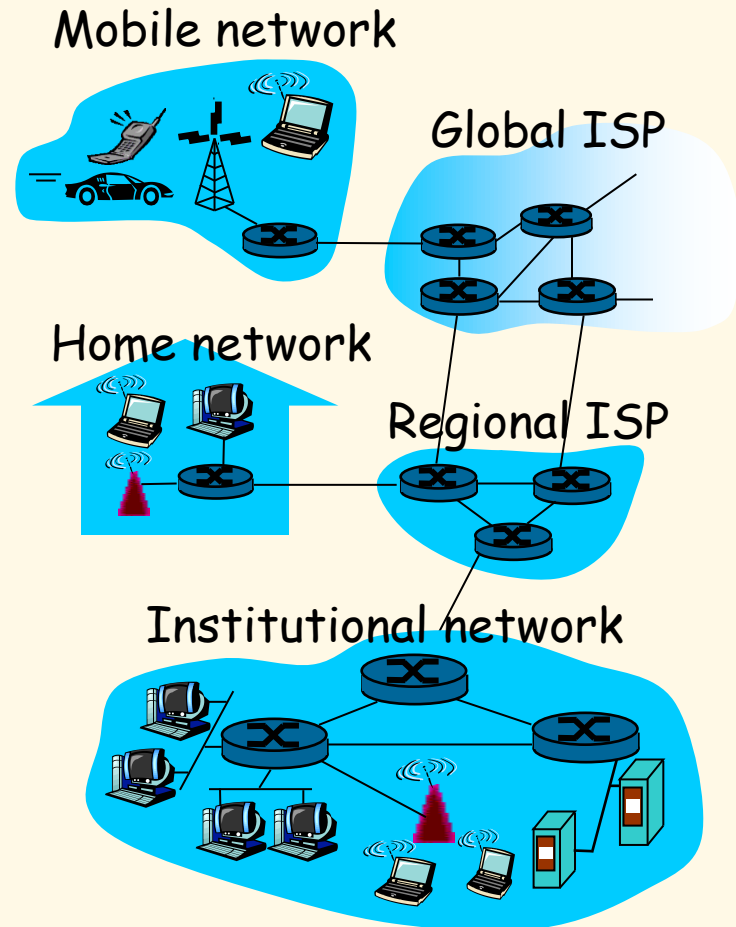 Mobile network
Global ISP
Home network
Regional ISP
Institutional network